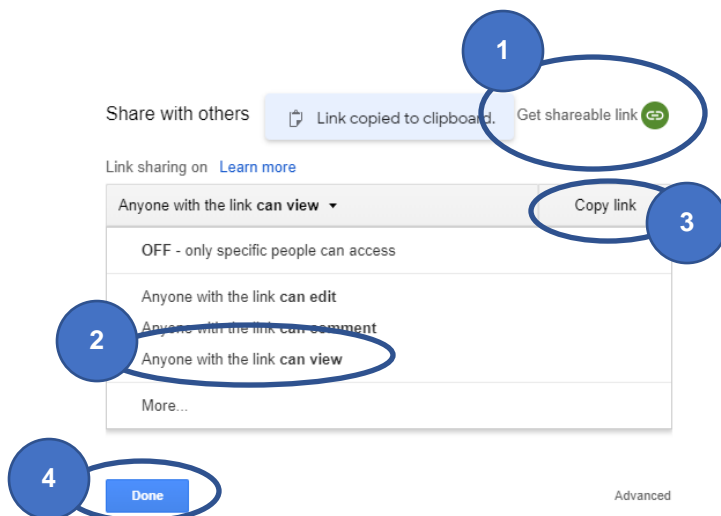 1
Share with others
Link copied to clipboard.
Get shareable link
Link sharing on Learn more
Anyone with the link can view
Copy link
3
OFF - only specific people can access
Anyone with the link can edit
Anyone with the link can comment
2
Anyone with the link can view
More...
4
Done
Advanced